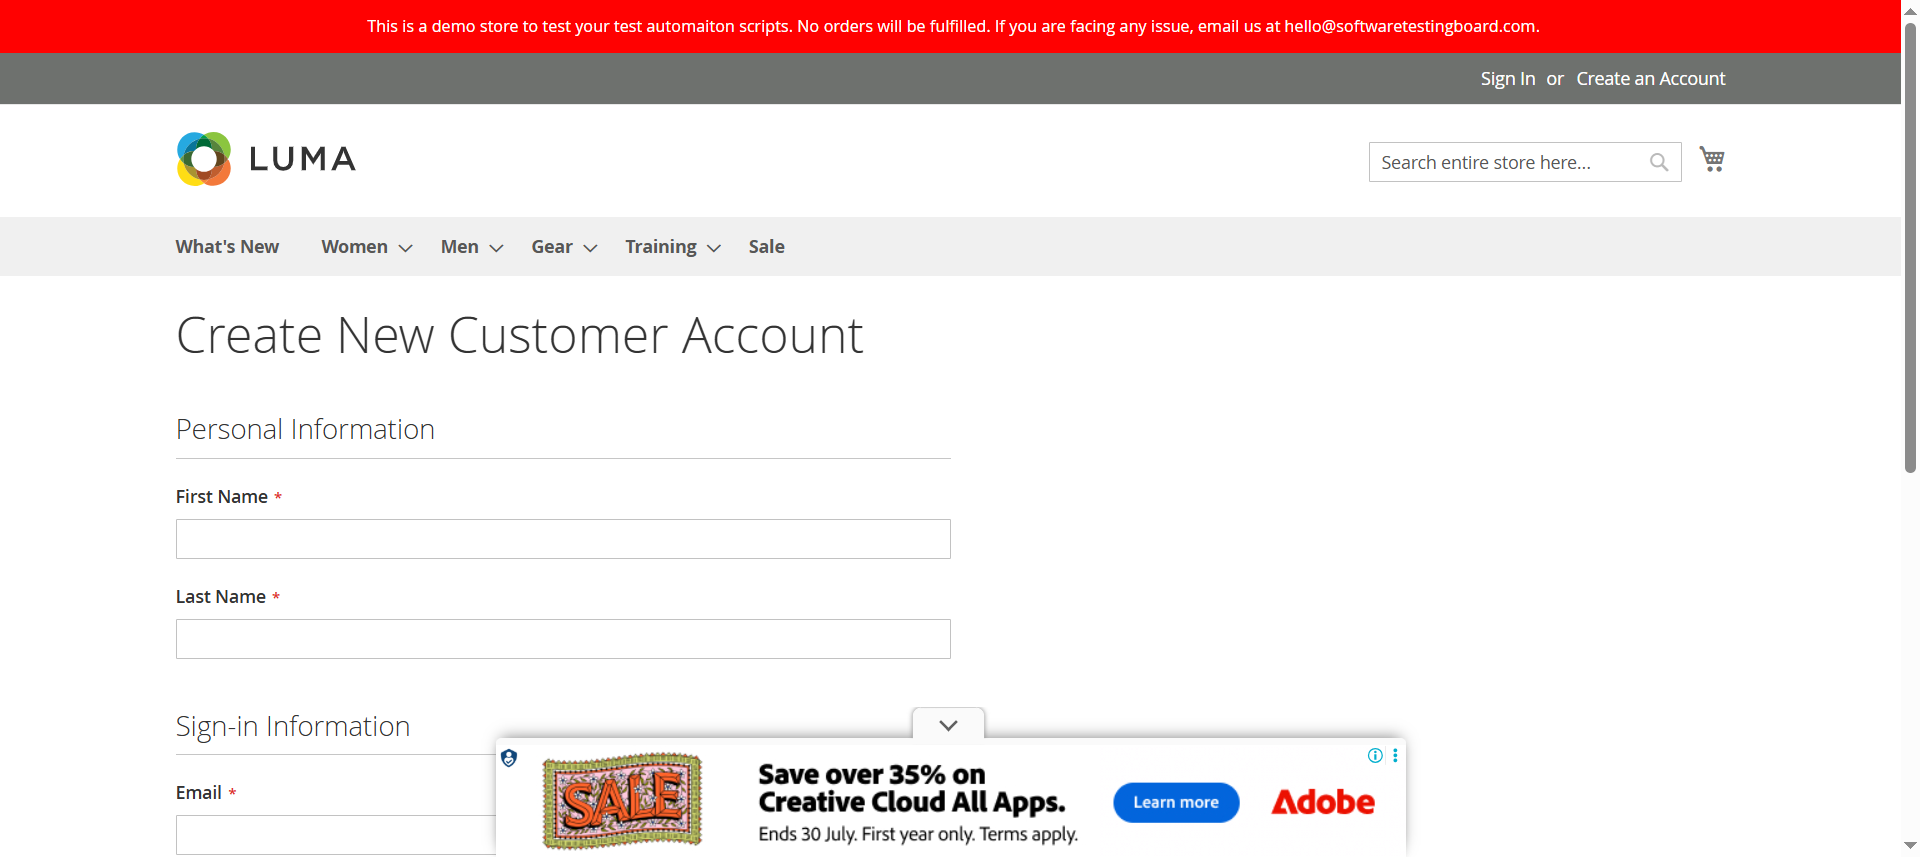 This is a demo store to test your test automaiton scripts. No orders will be fulfilled. If you are facing any issue, email us at hello@softwaretestingboard.com.
Sign In or Create an Account
LUMA
Search entire store here...
What's New Women Men Gear Training Sale
Create New Customer Account
Personal Information
First Name *
Last Name *
Sign-in Information
Email *
SALE
Save over 35% on
Creative Cloud All Apps.
Ends 30 July. First year only. Terms apply.
Learn more
Adobe